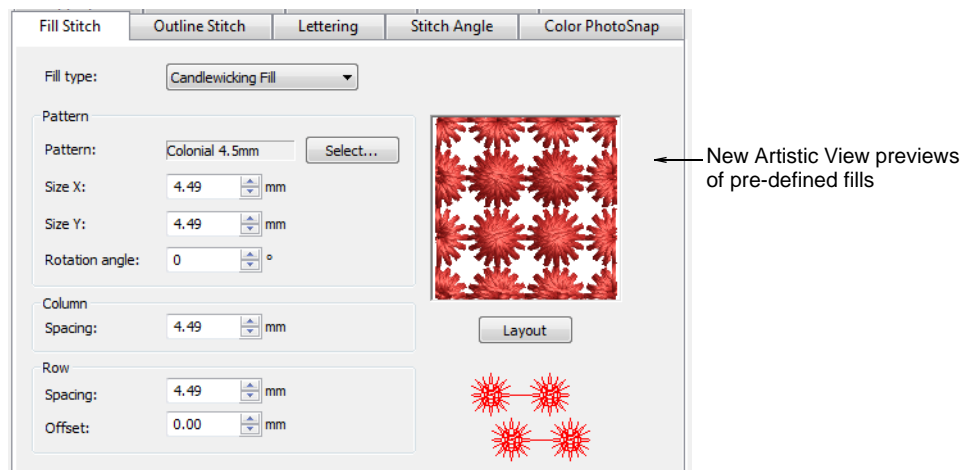 Fill Stitch Outline Stitch Lettering Stitch Angle Color PhotoSnap
Fill type: Candlewicking Fill
Pattern
Pattern: Colonial 4.5mm Select...
Size X: 4.49 mm
Size Y: 4.49 mm
Rotation angle: 0 °
Column
Spacing: 4.49 mm
Layout
Row
Spacing: 4.49 mm
Offset: 0.00 mm
New Artistic View previews
of pre-defined fills